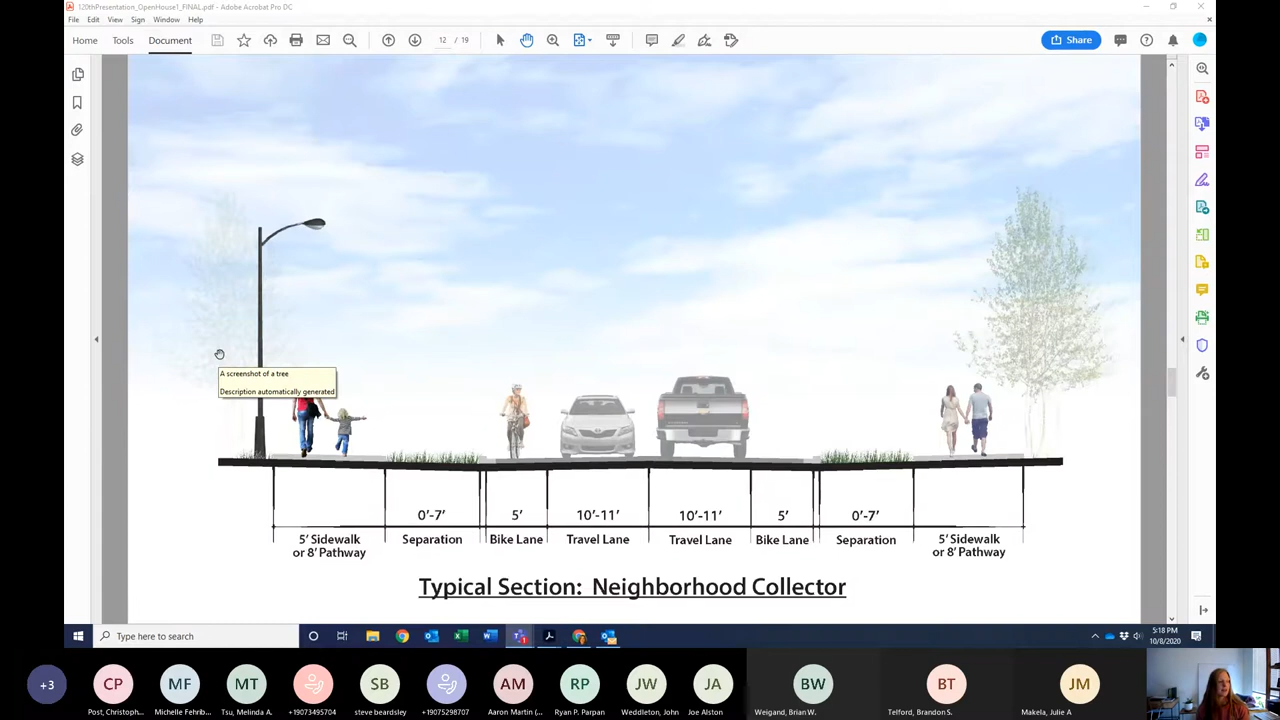 120thPresentation_OpenHouse1_FINAL.pdf - Adobe Acrobat Pro DC
File Edit View Sign Window Help
Home Tools Document 12 / 19 Share
A screenshot of a tree
Description automatically generated
0'-7' 5' 10'-11' 10'-11' 5' 0'-7'
5' Sidewalk
or 8' Pathway
Separation Bike Lane Travel Lane Travel Lane Bike Lane Separation
5' Sidewalk
or 8' Pathway
Typical Section: Neighborhood Collector
Type here to search
5:18 PM
10/8/2020
+3 CP MF MT SB AM RP JW JA BW BT JM
Post, Christoph... Michelle Fehrib... Tsu, Melinda A. +19073495704 steve beardsley +19075297707 Aaron Martin (... Ryan P. Parpan Weddleton, John Joe Alston Weigand, Brian W. Telford, Brandon S. Makela, Julie A